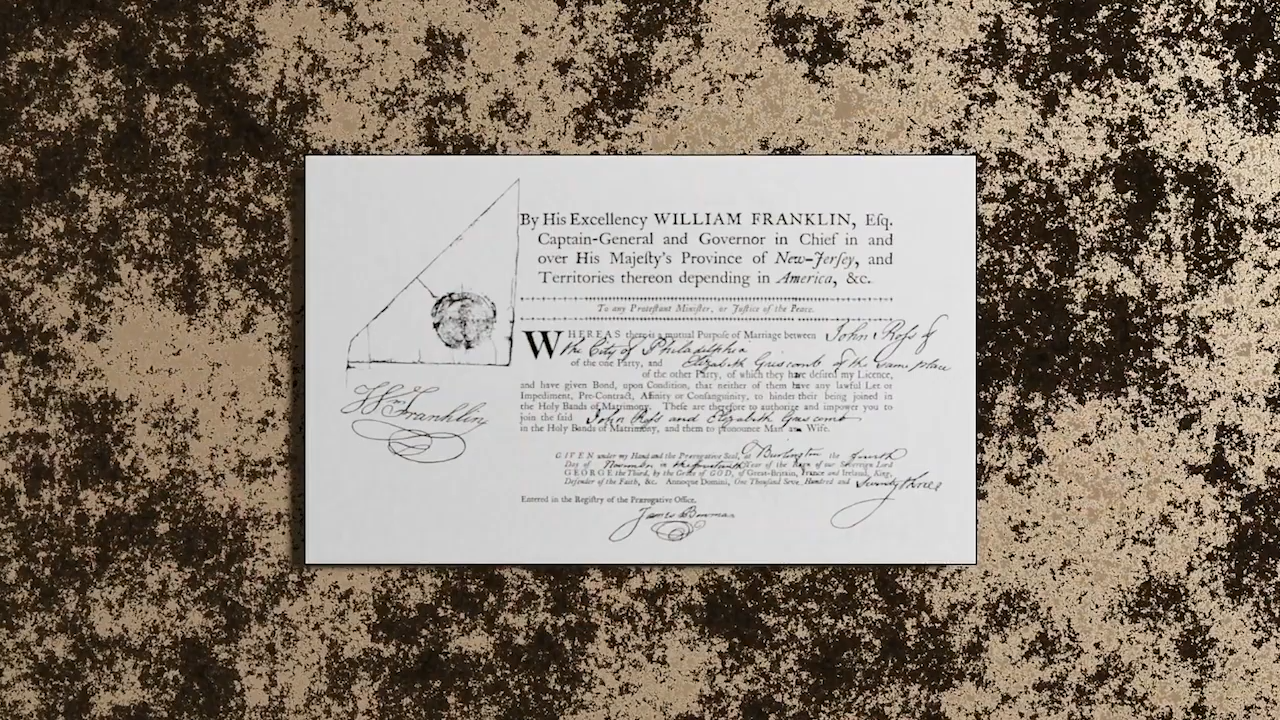 By His Excellency WILLIAM FRANKLIN, Eſq.
Captain-General and Governor in Chief in and
over His Majeſty's Province of New-Jerſey, and
Territories thereon depending in America, &c.
To any Proteſtant Miniſter, or Juſtice of the Peace.
WHEREAS there is a mutual Purpoſe of Marriage between John Roſs of
the City of Philadelphia
of the one Party, and Elizabeth Griscomb of the same place
of the other Party, of which they have deſired my Licence,
and have given Bond, upon Condition, that neither of them have any lawful Let or
Impediment, Pre-Contract, Affinity or Conſanguinity, to hinder their being joined in
the Holy Bands of Matrimony. Theſe are therefore to authorize and impower you to
join the ſaid John Roſs and Elizabeth Griscomb
in the Holy Bands of Matrimony, and them to pronounce Man and Wife.
Wm Franklin
GIVEN under my Hand and the Prerogative Seal, at Burlington the fourth
Day of November in the Year of the Reign of our Sovereign Lord
GEORGE the Third, by the Grace of GOD, of Great-Britain, France and Ireland, King,
Defender of the Faith, &c. Annoque Domini, One Thouſand Seven Hundred and Seventy three
Entered in the Regiſtry of the Prerogative Office.
James Bowman